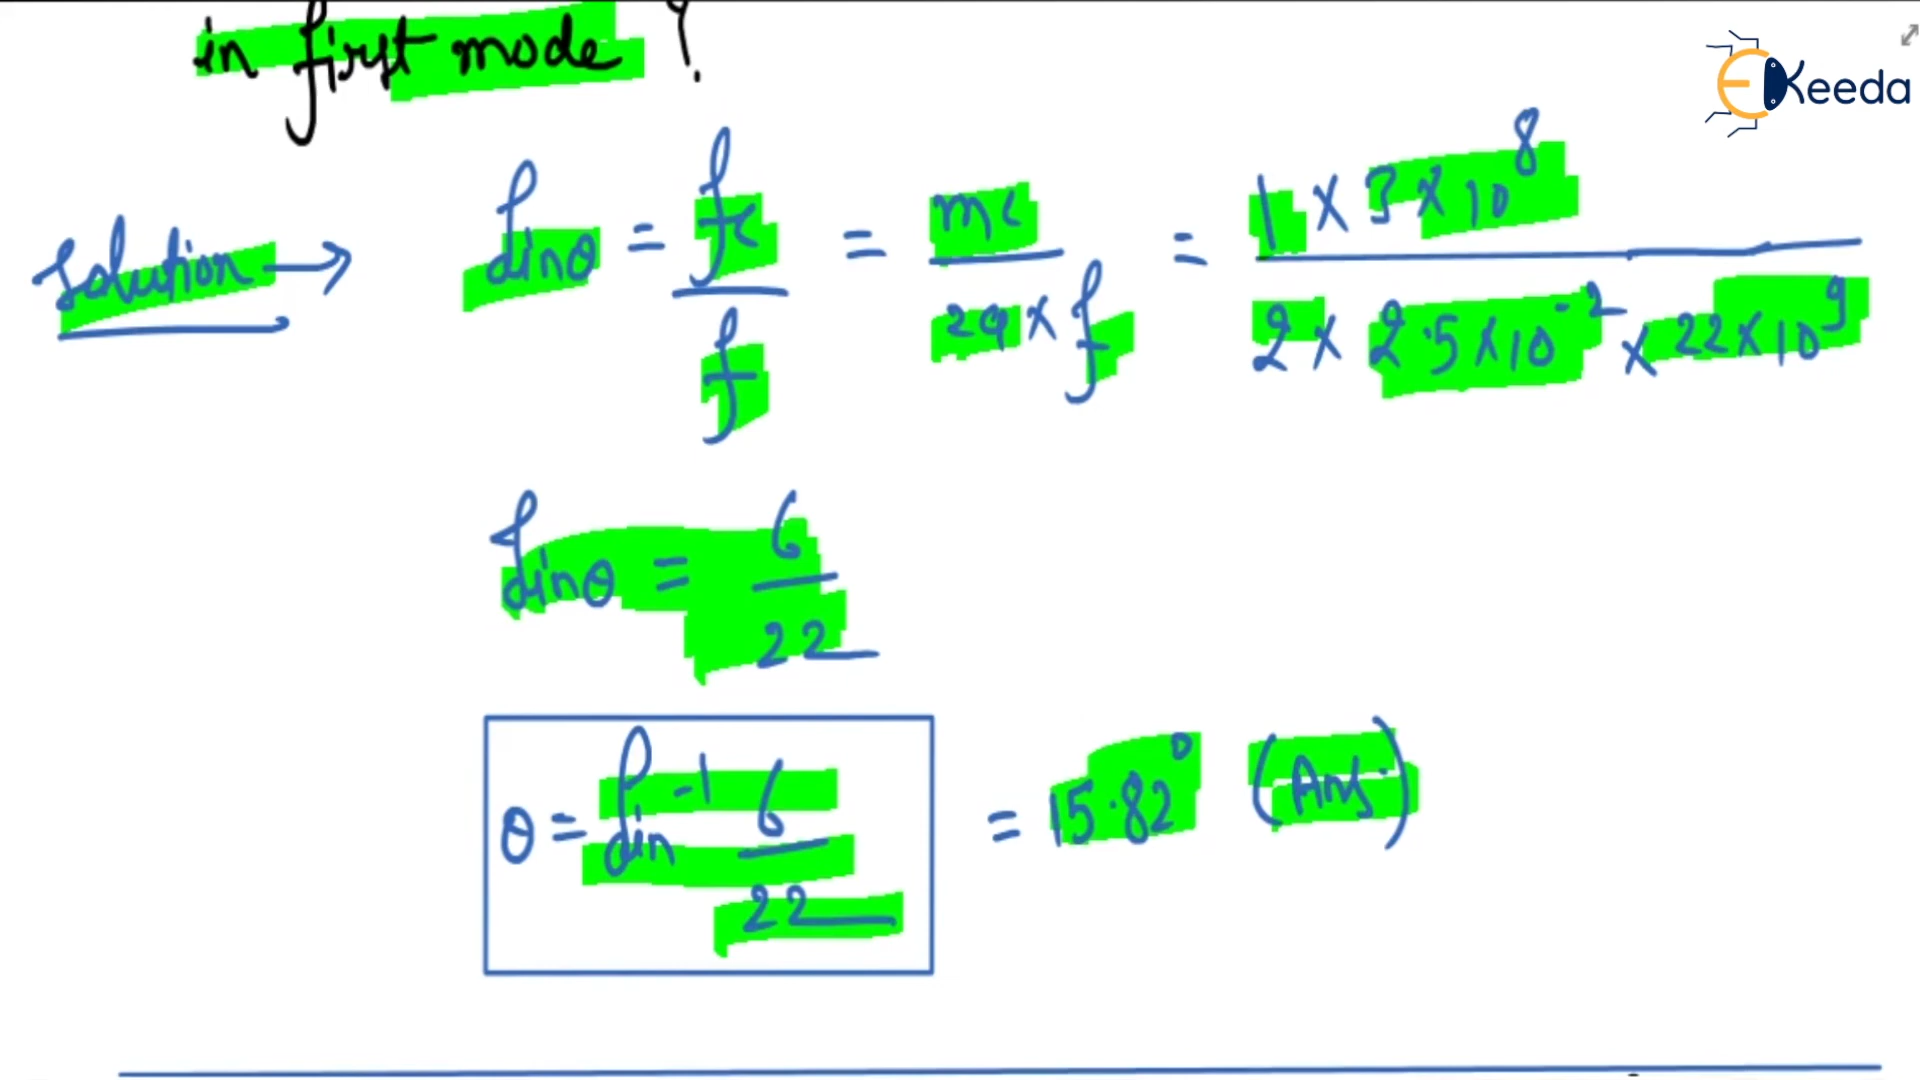 in first mode ?
EKeeda
Solution → Sinθ = fc / f = mc / 2a × f = 1 × 3 × 10^8 / 2 × 2.5 × 10^-2 × 22 × 10^9
Sinθ = 6 / 22
θ = Sin^-1 6 / 22 = 15.82° (Ans)